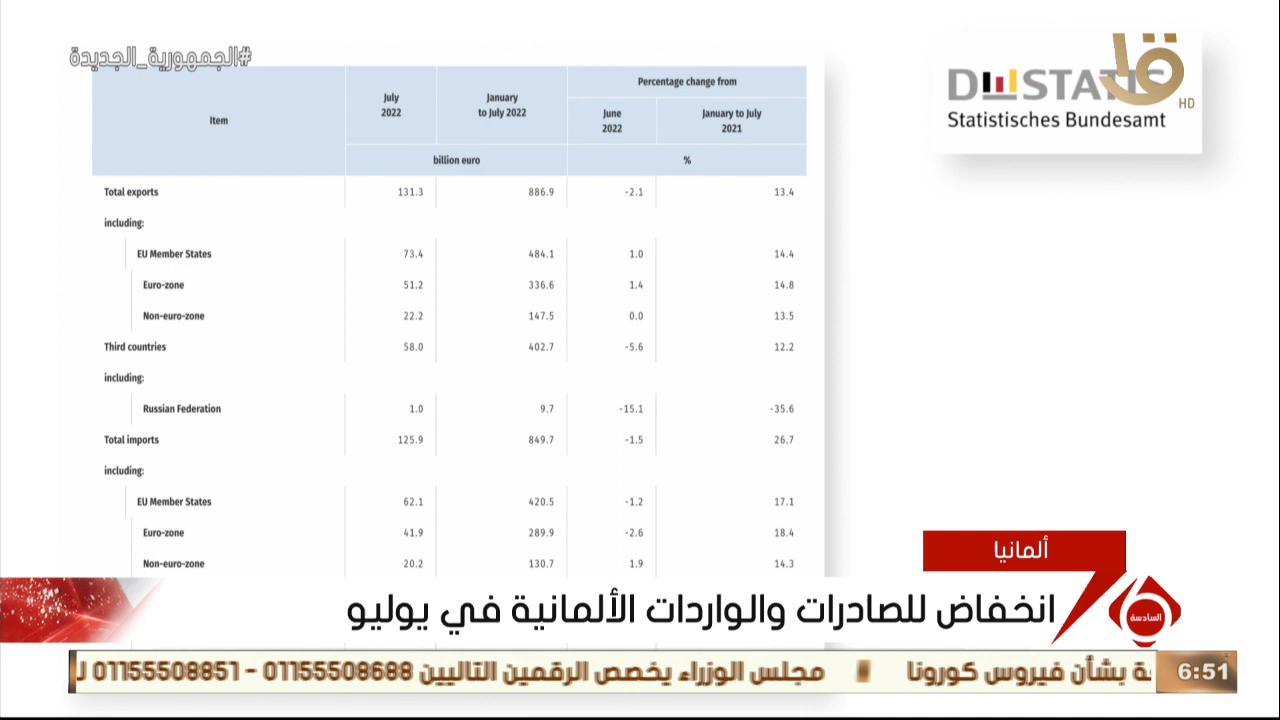 #الجمهورية_الجديدة
DESTATIS
Statistisches Bundesamt
HD
Item
July 2022
January to July 2022
Percentage change from
June 2022
January to July 2021
billion euro
%
Total exports 131.3 886.9 -2.1 13.4
including:
EU Member States 73.4 484.1 1.0 14.4
Euro-zone 51.2 336.6 1.4 14.8
Non-euro-zone 22.2 147.5 0.0 13.5
Third countries 58.0 402.7 -5.6 12.2
including:
Russian Federation 1.0 9.7 -15.1 -35.6
Total imports 125.9 849.7 -1.5 26.7
including:
EU Member States 62.1 420.5 -1.2 17.1
Euro-zone 41.9 289.9 -2.6 18.4
Non-euro-zone 20.2 130.7 1.9 14.3
ألمانيا
انخفاض للصادرات والواردات الألمانية في يوليو
السادسة
بشأن فيروس كورونا مجلس الوزراء يخصص الرقمين التاليين 01155508688 - 01155508851
6:51